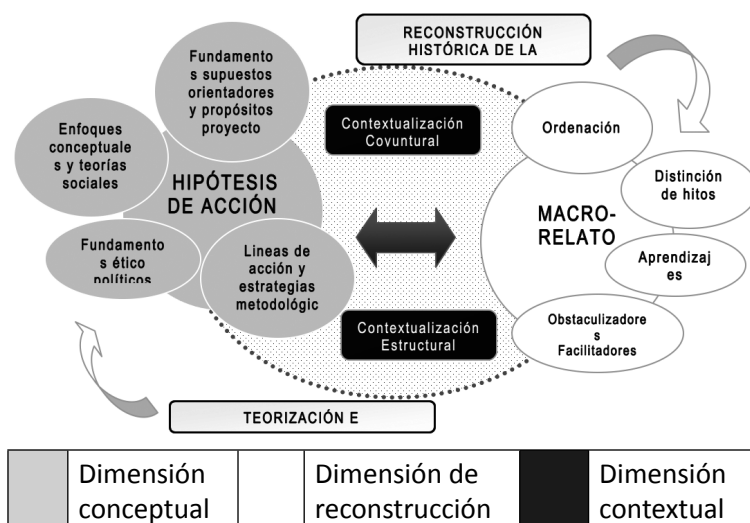 RECONSTRUCCIÓN
HISTÓRICA DE LA
Fundamento
s supuestos
orientadores
y propósitos
proyecto
Enfoques
conceptuale
s y teorías
sociales
HIPÓTESIS
DE ACCIÓN
Fundamento
s ético
políticos
Lineas de
acción y
estrategias
metodológic
Contextualización
Coyuntural
Contextualización
Estructural
Ordenación
Distinción
de hitos
MACRO-
RELATO
Aprendizaj
es
Obstaculizadore
s
Facilitadores
TEORIZACIÓN E
Dimensión
conceptual
Dimensión de
reconstrucción
Dimensión
contextual